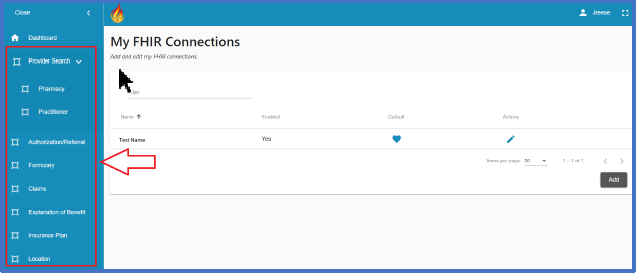 Close
Jreese
Dashboard
Provider Search
Pharmacy
Practitioner
Authorization/Referral
Formulary
Claims
Explanation of Benefit
Insurance Plan
Location
My FHIR Connections
Add and edit my FHIR connections.
Name
Enabled
Default
Actions
Test Name
Yes
Items per page: 20
1 – 1 of 1
Add